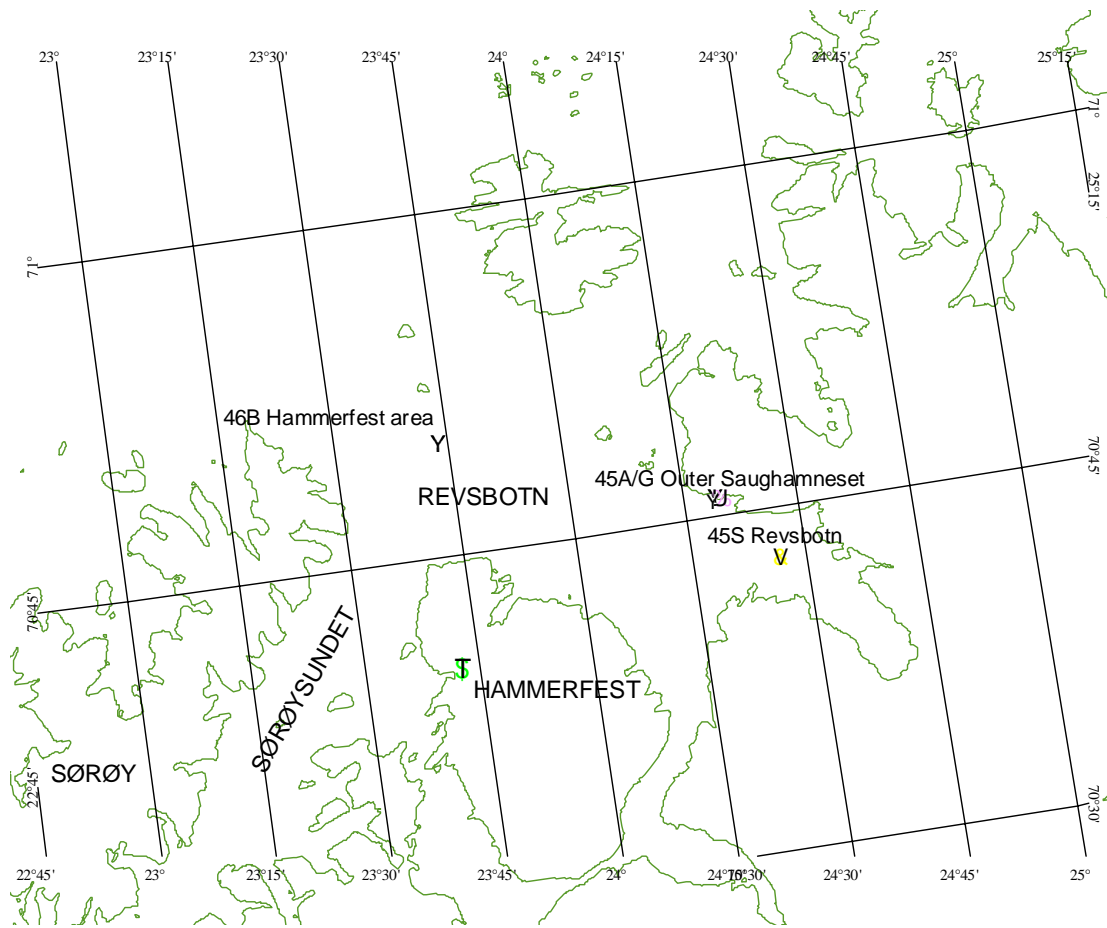 23° 23°15' 23°30' 23°45' 24° 24°15' 24°30' 24°45' 25° 25°15'
71°
25°15'
71°
46B Hammerfest area
Y
70°45'
45A/G Outer Saughamneset
REVSBOTN
YJ
45S Revsbotn
V
70°45'
SØRØYSUNDET
T
S
HAMMERFEST
SØRØY
22°45'
70°30'
22°45' 23° 23°15' 23°30' 23°45' 24° 24°30' 24°45' 25°